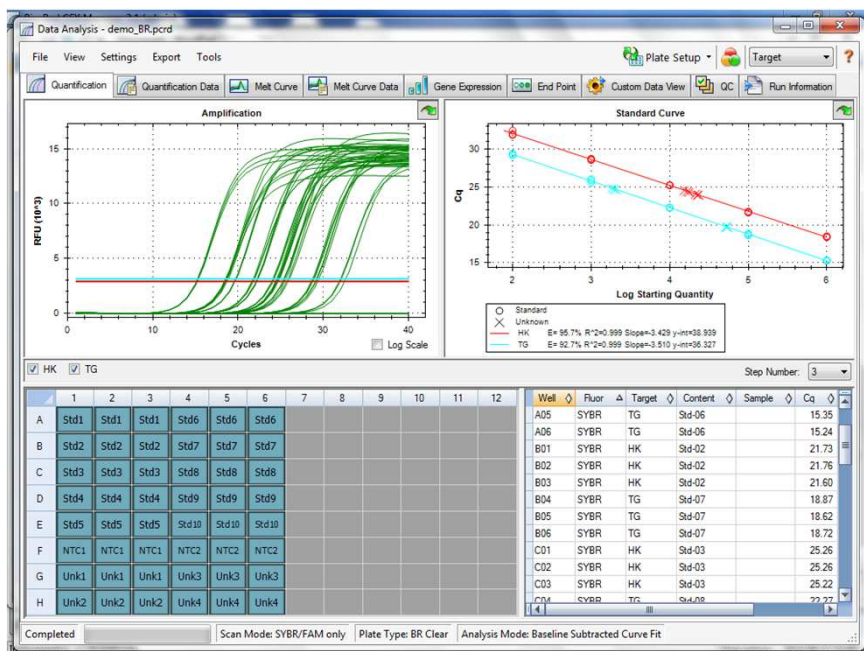 Data Analysis - demo_BR.pcrd
File View Settings Export Tools Plate Setup Target ?
Quantification Quantification Data Melt Curve Melt Curve Data Gene Expression End Point Custom Data View QC Run Information
Amplification
RFU (10^3)
15
10
5
0
0 10 20 30 40
Cycles
Log Scale
Standard Curve
Cq
30
25
20
15
2 3 4 5 6
Log Starting Quantity
Standard
Unknown
HK E= 95.7% R^2=0.999 Slope=-3.429 y-int=38.939
TG E= 92.7% R^2=0.999 Slope=-3.510 y-int=36.327
HK TG Step Number: 3
1 2 3 4 5 6 7 8 9 10 11 12
A Std1 Std1 Std1 Std6 Std6 Std6
B Std2 Std2 Std2 Std7 Std7 Std7
C Std3 Std3 Std3 Std8 Std8 Std8
D Std4 Std4 Std4 Std9 Std9 Std9
E Std5 Std5 Std5 Std10 Std10 Std10
F NTC1 NTC1 NTC1 NTC2 NTC2 NTC2
G Unk1 Unk1 Unk1 Unk3 Unk3 Unk3
H Unk2 Unk2 Unk2 Unk4 Unk4 Unk4
Well Fluor Target Content Sample Cq
A05 SYBR TG Std-06 15.35
A06 SYBR TG Std-06 15.24
B01 SYBR HK Std-02 21.73
B02 SYBR HK Std-02 21.76
B03 SYBR HK Std-02 21.60
B04 SYBR TG Std-07 18.87
B05 SYBR TG Std-07 18.62
B06 SYBR TG Std-07 18.72
C01 SYBR HK Std-03 25.26
C02 SYBR HK Std-03 25.26
C03 SYBR HK Std-03 25.22
C04 SYBR TG Std-08 22.27
Completed Scan Mode: SYBR/FAM only Plate Type: BR Clear Analysis Mode: Baseline Subtracted Curve Fit